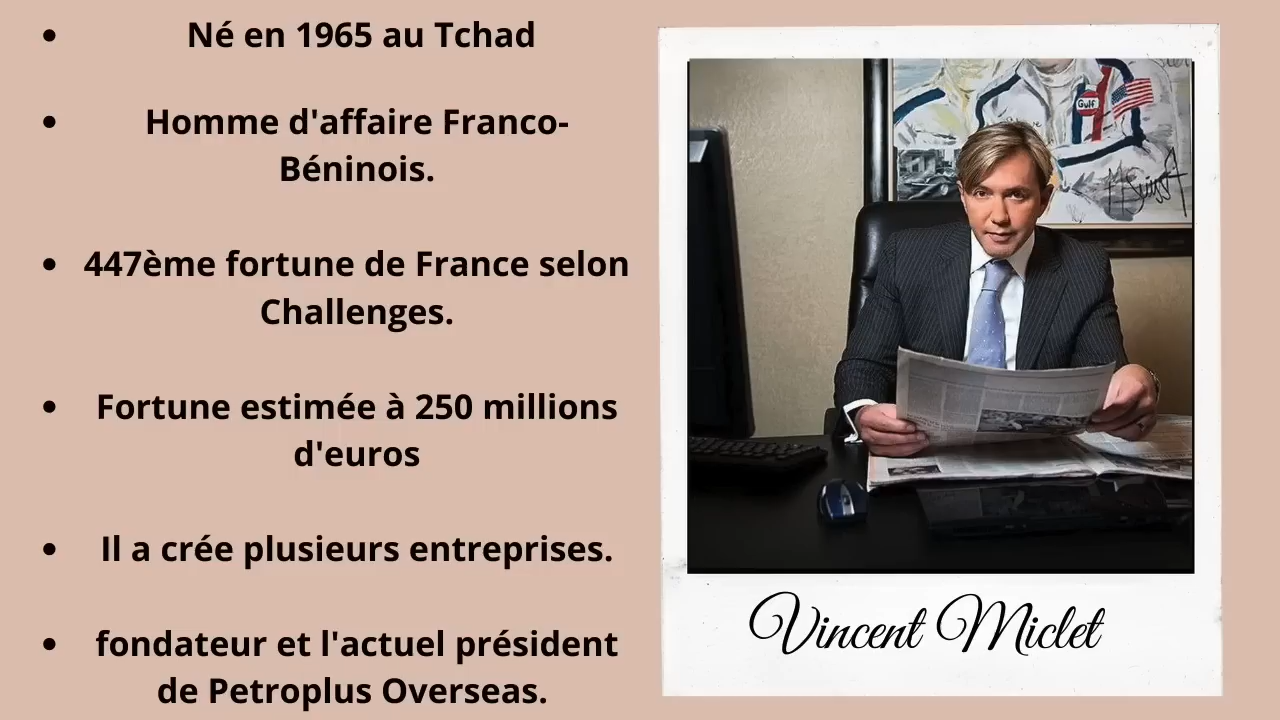 • Né en 1965 au Tchad
• Homme d'affaire Franco-
Béninois.
• 447ème fortune de France selon
Challenges.
• Fortune estimée à 250 millions
d'euros
• Il a crée plusieurs entreprises.
• fondateur et l'actuel président
de Petroplus Overseas.
Gulf
Vincent Miclet